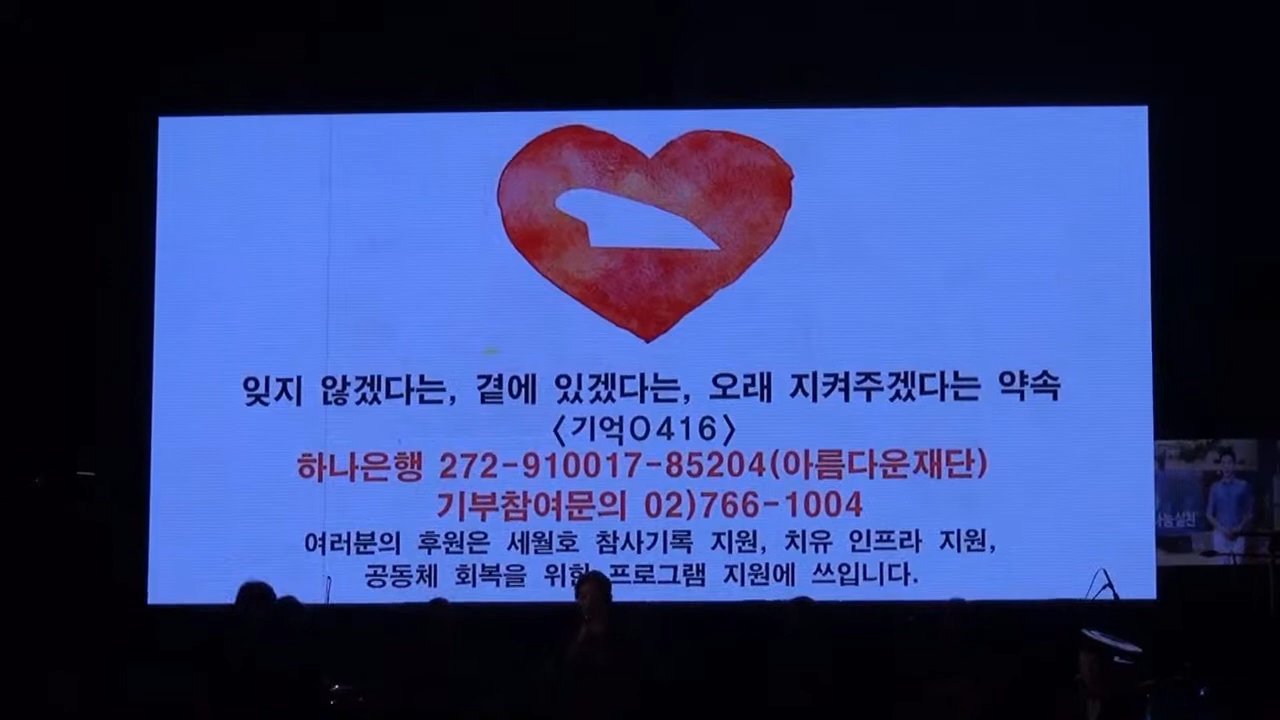 잊지 않겠다는, 곁에 있겠다는, 오래 지켜주겠다는 약속
〈기억0416〉
하나은행 272-910017-85204(아름다운재단)
기부참여문의 02)766-1004
여러분의 후원은 세월호 참사기록 지원, 치유 인프라 지원,
공동체 회복을 위한 프로그램 지원에 쓰입니다.